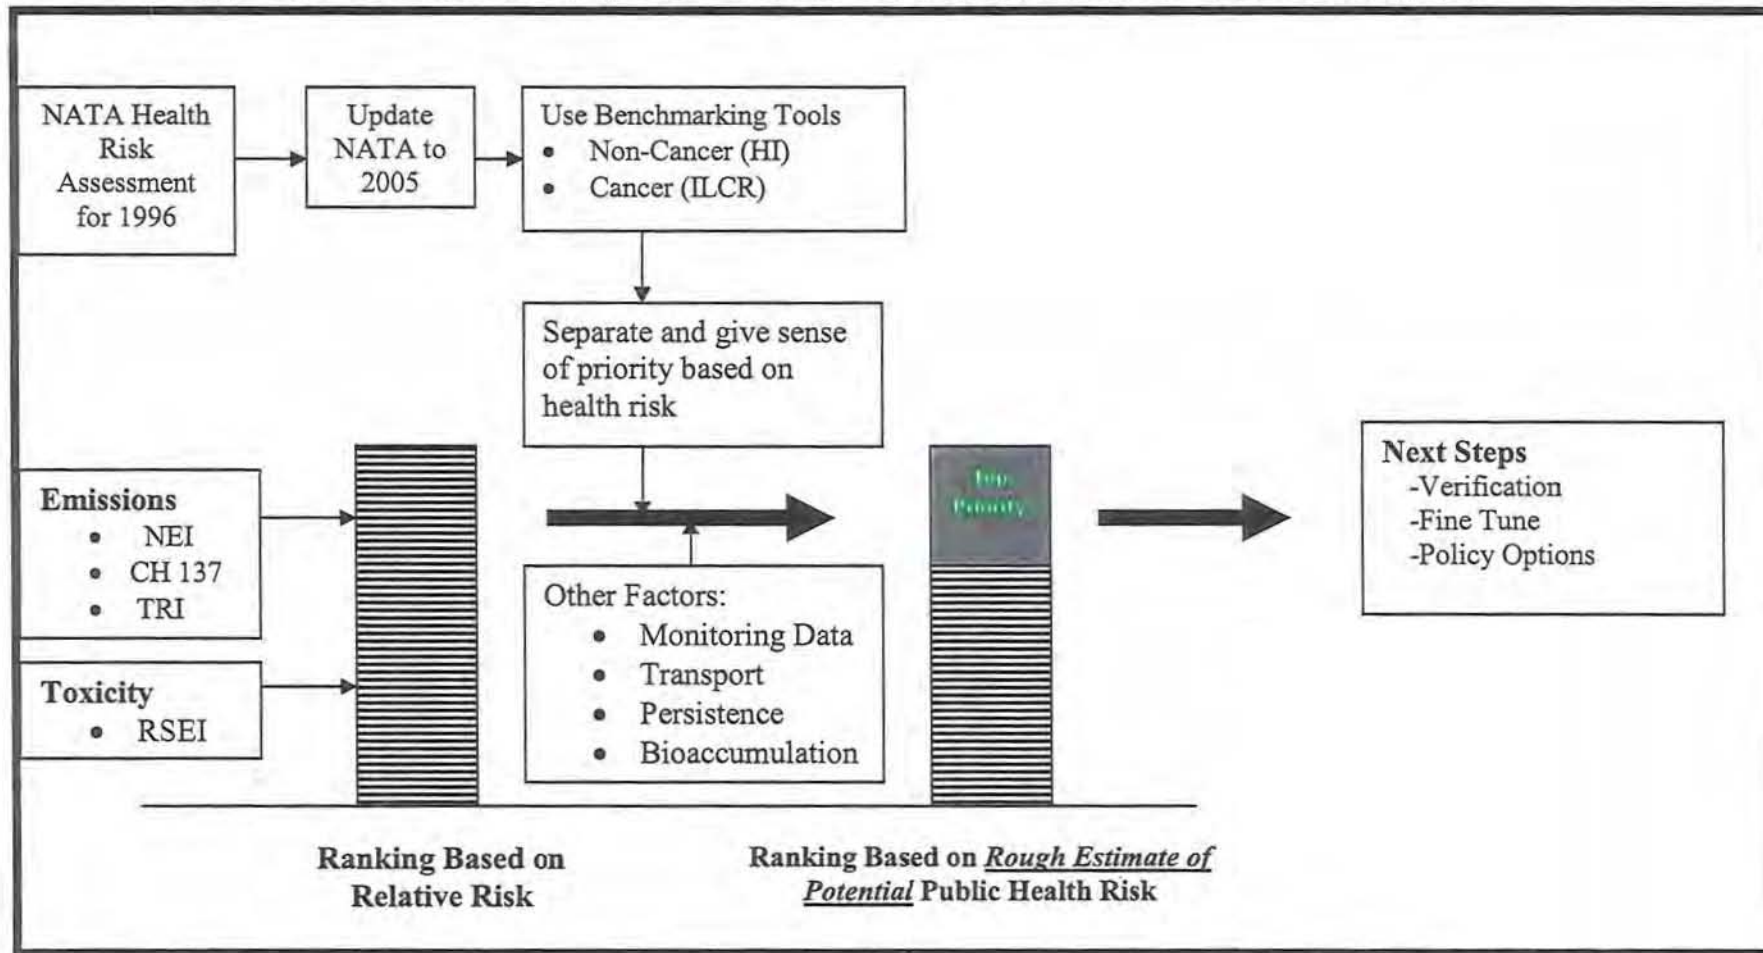 NATA Health
Risk
Assessment
for 1996
Update
NATA to
2005
Use Benchmarking Tools
• Non-Cancer (HI)
• Cancer (ILCR)
Separate and give sense
of priority based on
health risk
Emissions
• NEI
• CH 137
• TRI
Toxicity
• RSEI
Other Factors:
• Monitoring Data
• Transport
• Persistence
• Bioaccumulation
Top
Priority
Next Steps
-Verification
-Fine Tune
-Policy Options
Ranking Based on
Relative Risk
Ranking Based on Rough Estimate of
Potential Public Health Risk